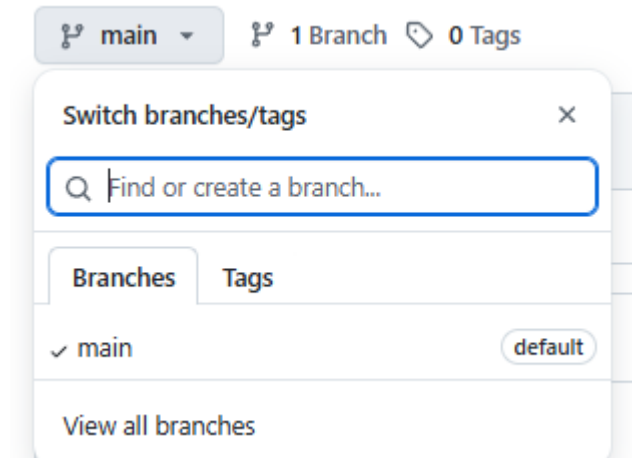 main 1 Branch 0 Tags
Switch branches/tags
Find or create a branch...
Branches Tags
main default
View all branches